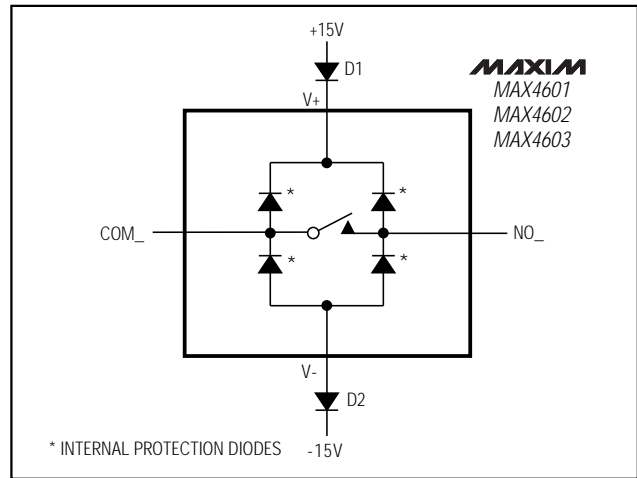 +15V
D1
MAXIM
V+
MAX4601
MAX4602
MAX4603
*
*
COM_
NO_
*
*
V-
D2
* INTERNAL PROTECTION DIODES
-15V